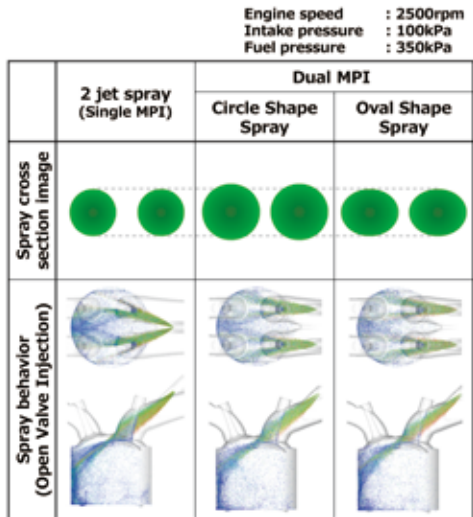 Engine speed : 2500rpm
Intake pressure : 100kPa
Fuel pressure : 350kPa
2 jet spray
(Single MPI)
Dual MPI
Circle Shape
Spray
Oval Shape
Spray
Spray cross
section image
Spray behavior
(Open Valve Injection)